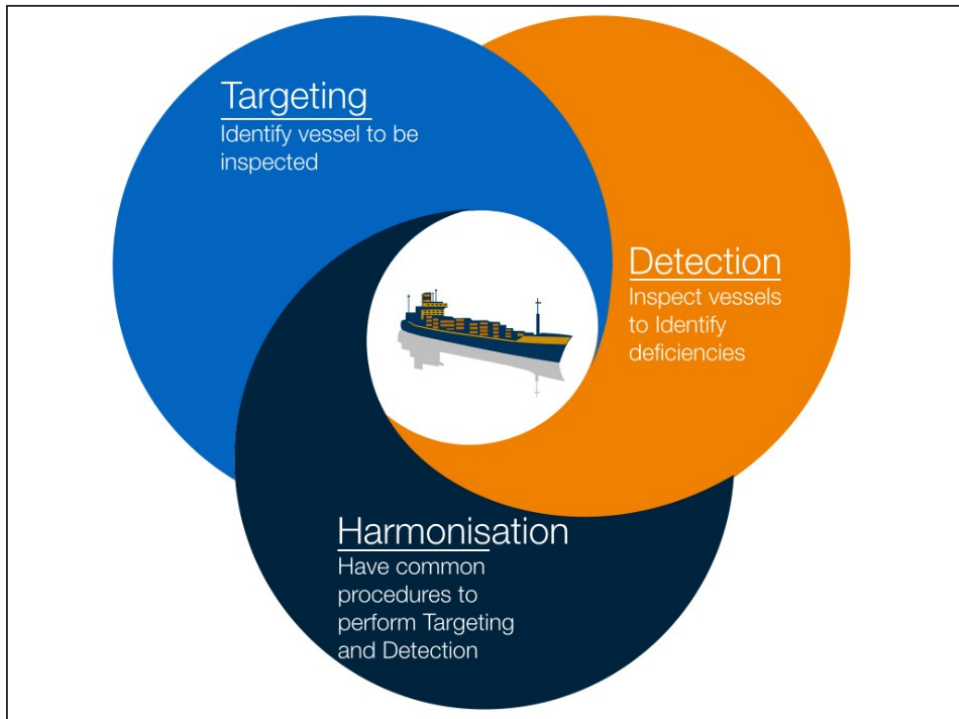 Targeting
Identify vessel to be
inspected
Detection
Inspect vessels
to Identify
deficiencies
Harmonisation
Have common
procedures to
perform Targeting
and Detection